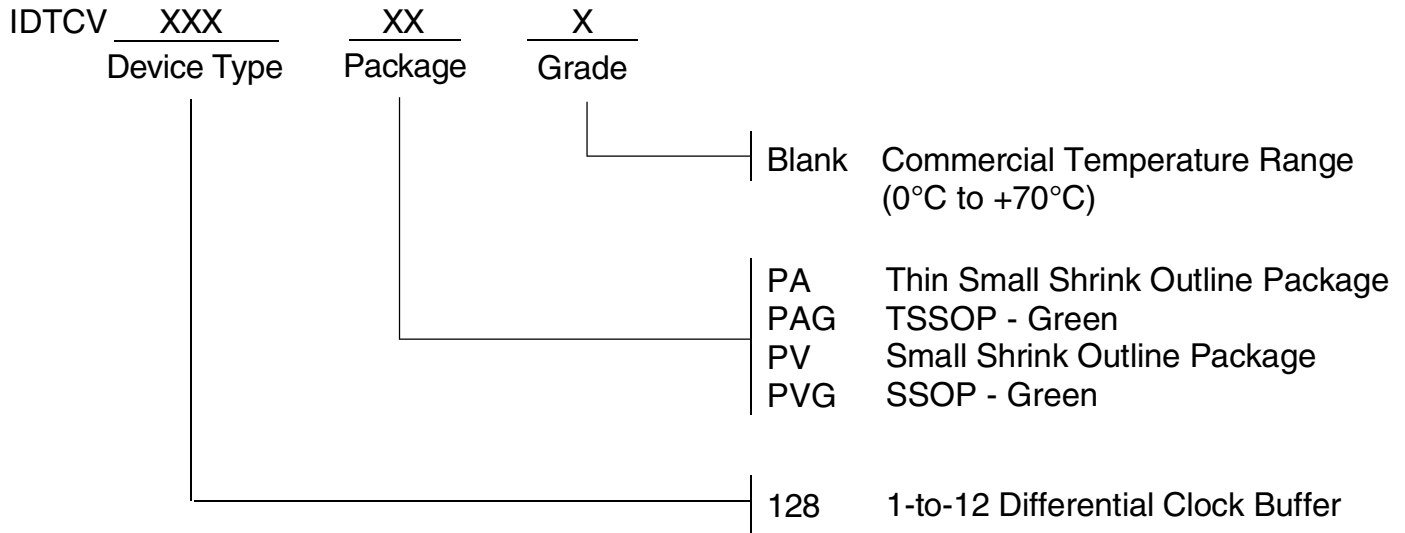 IDTCV XXX XX X
Device Type Package Grade
Blank Commercial Temperature Range
(0°C to +70°C)
PA Thin Small Shrink Outline Package
PAG TSSOP - Green
PV Small Shrink Outline Package
PVG SSOP - Green
128 1-to-12 Differential Clock Buffer